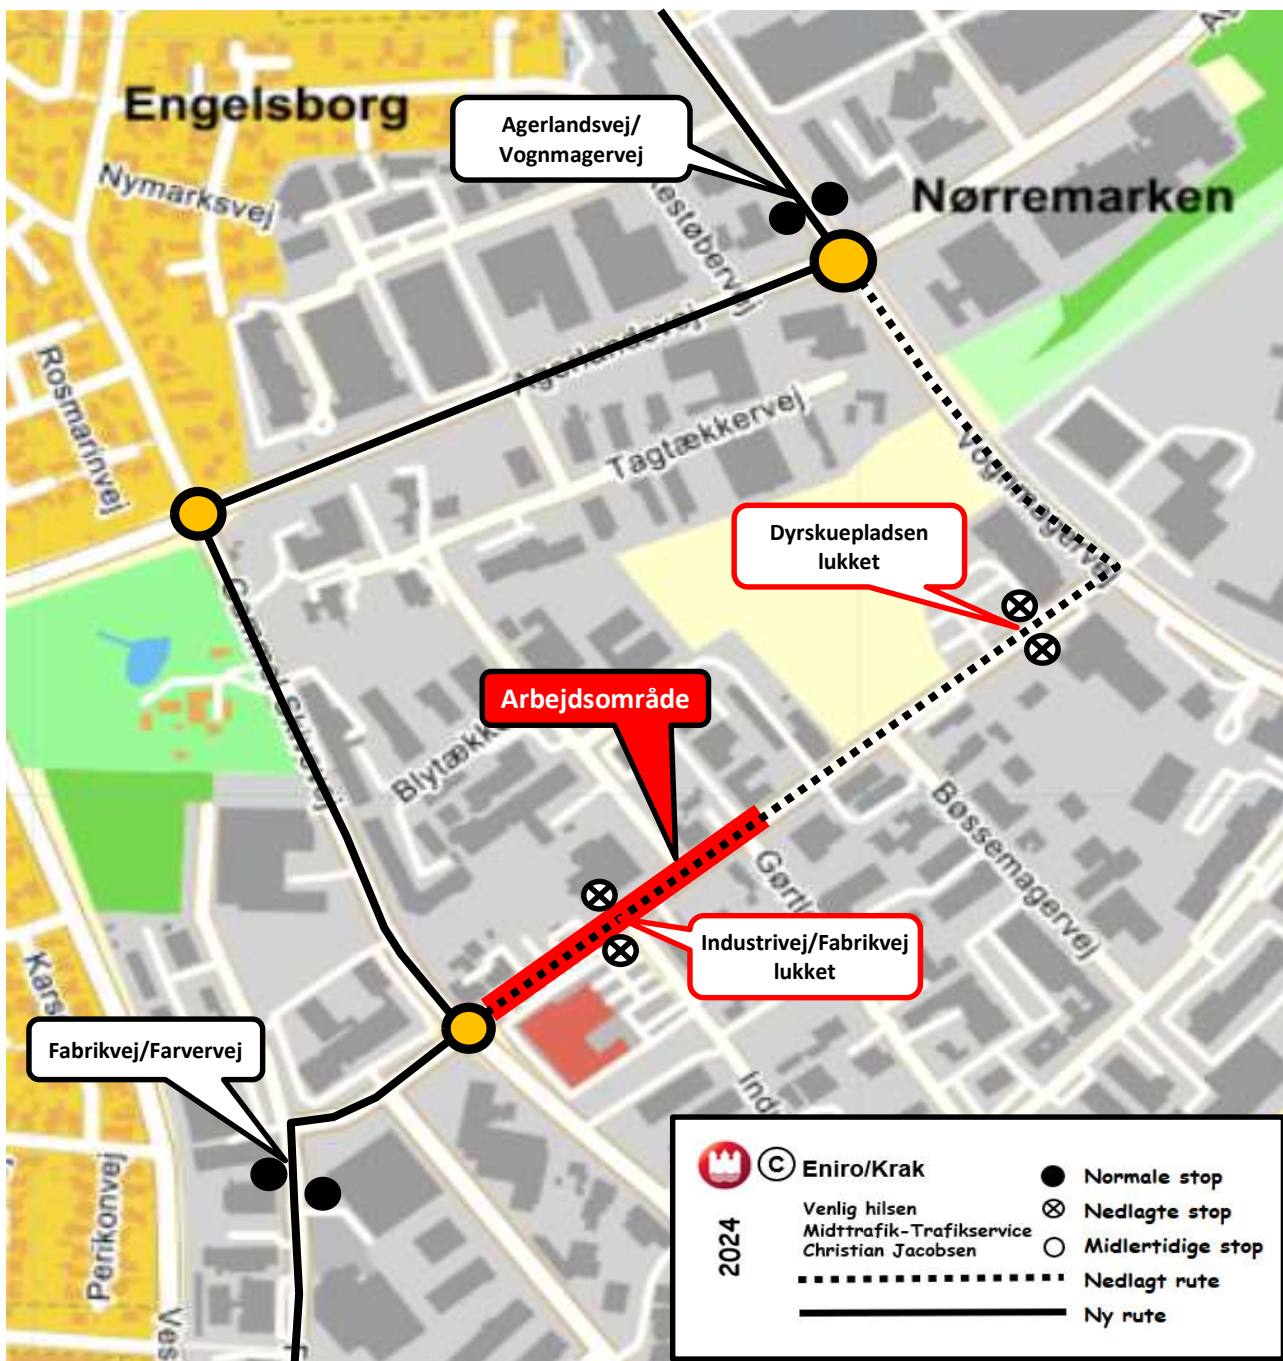 Engelsborg
Agerlandsvej/
Vognmagervej
Nymarksvej
Nørremarken
Agerlandsvej
Rosmarinvej
Tagtækkervej
Vognmagervej
Dyrskuepladsen
lukket
Arbejdsområde
Bøssemagervej
Industrivej/Fabrikvej
lukket
Kars
Fabrikvej/Farvervej
Perikonvej
Ves
C Eniro/Krak
Venlig hilsen
Midttrafik-Trafikservice
Christian Jacobsen
2024
Normale stop
Nedlagte stop
Midlertidige stop
Nedlagt rute
Ny rute